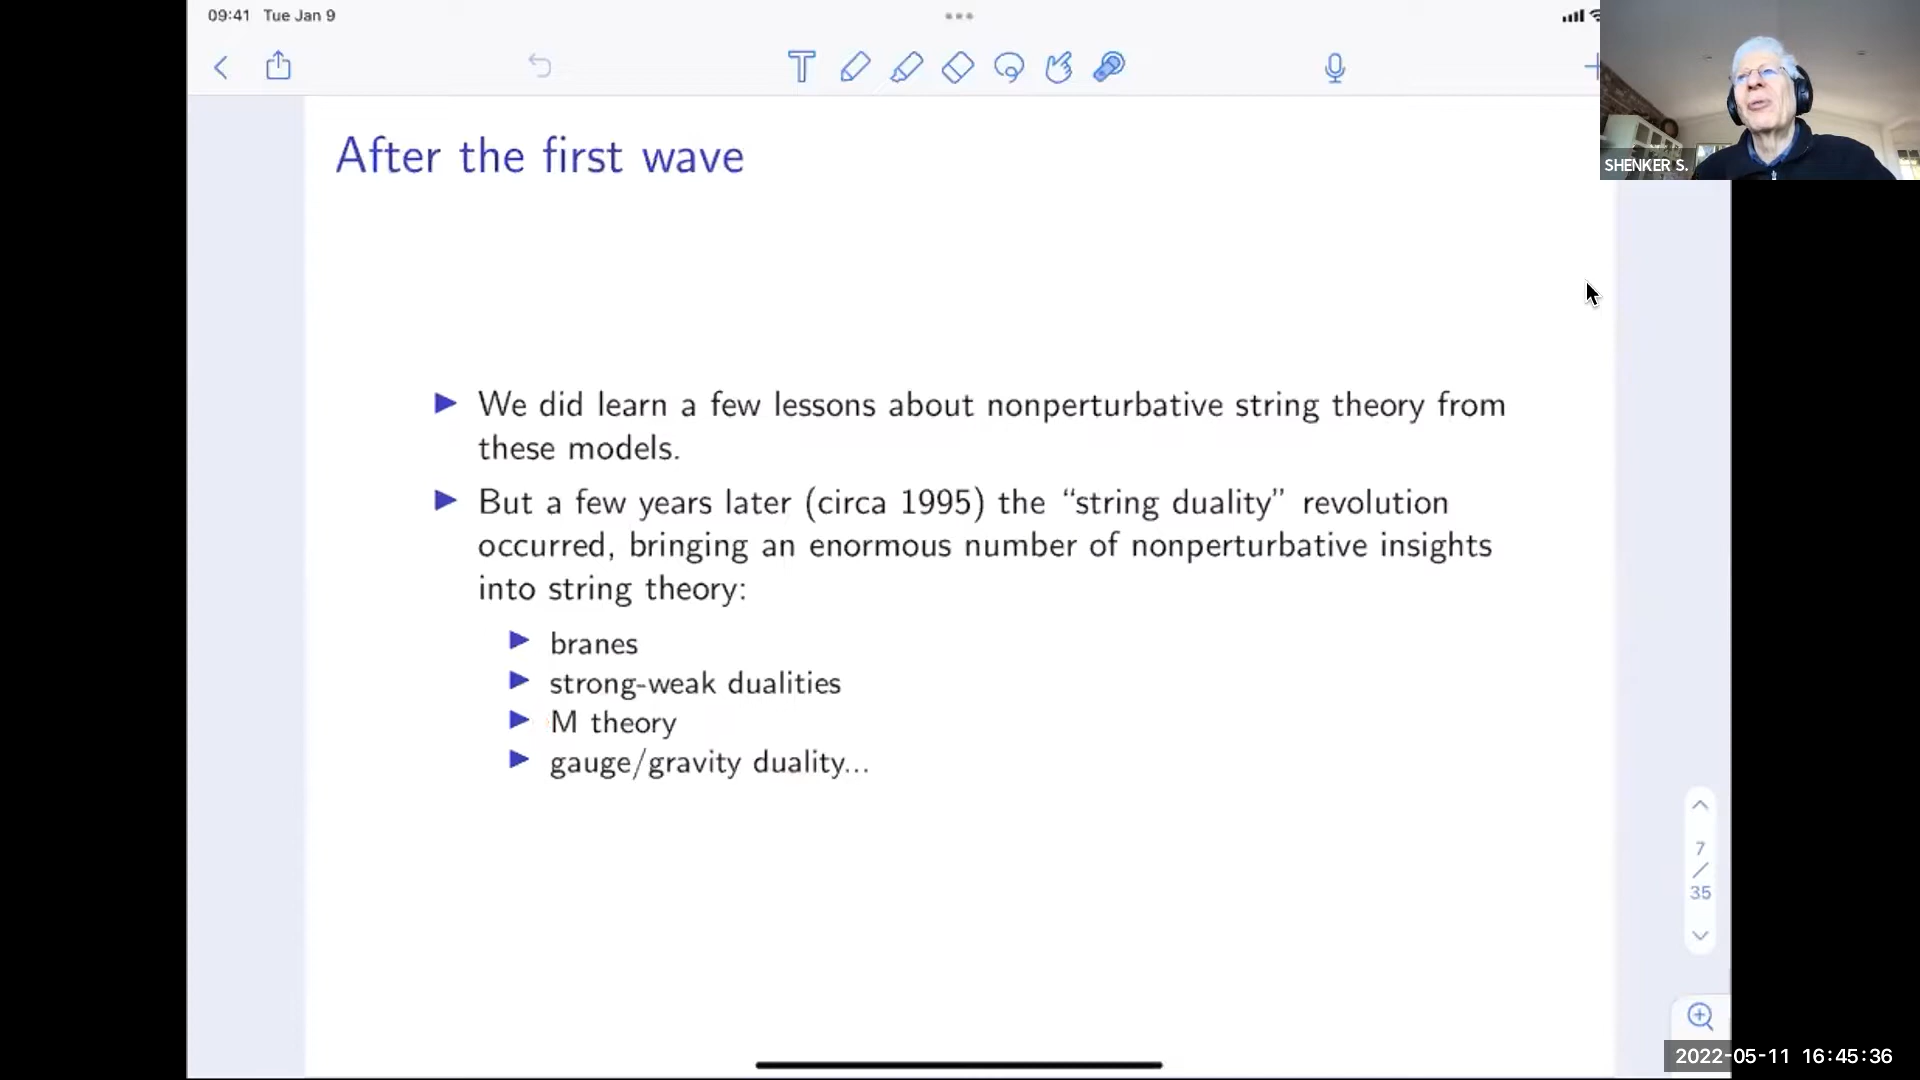 09:41 Tue Jan 9
SHENKER S.
After the first wave
We did learn a few lessons about nonperturbative string theory from
these models.
But a few years later (circa 1995) the “string duality” revolution
occurred, bringing an enormous number of nonperturbative insights
into string theory:
branes
strong-weak dualities
M theory
gauge/gravity duality...
7
/
35
2022-05-11 16:45:36